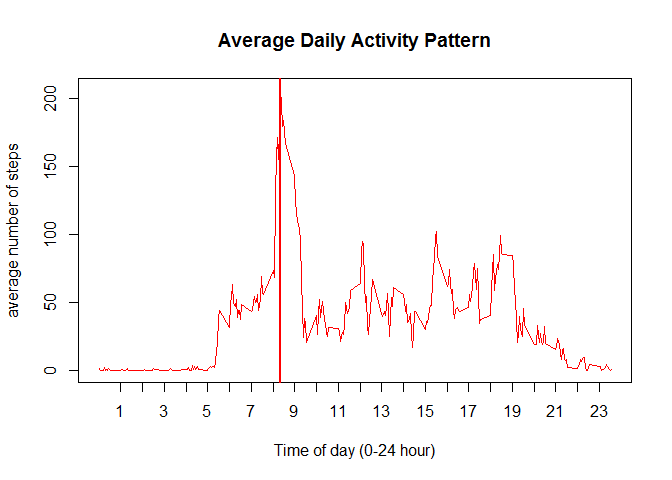 Average Daily Activity Pattern
average number of steps
200
150
100
50
0
1 3 5 7 9 11 13 15 17 19 21 23
Time of day (0-24 hour)